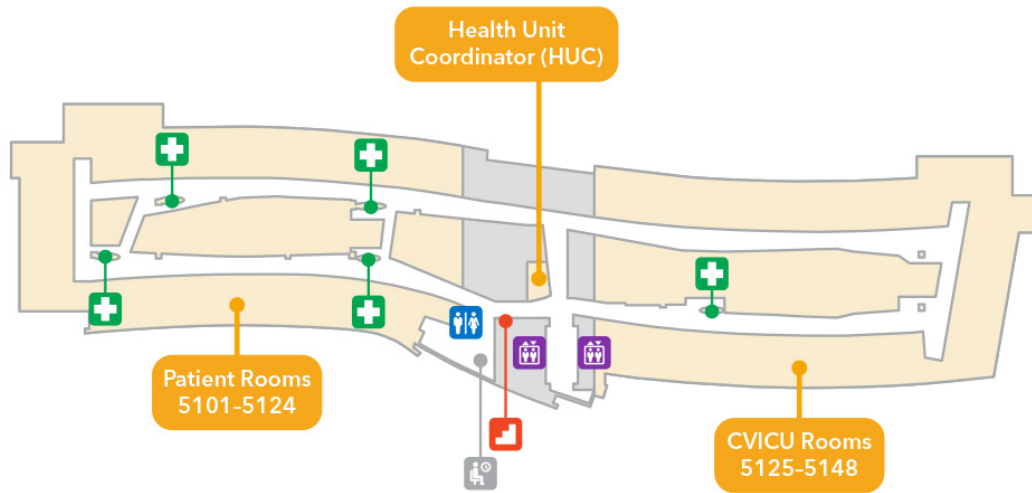 Health Unit
Coordinator (HUC)
Patient Rooms
5101–5124
CVICU Rooms
5125–5148